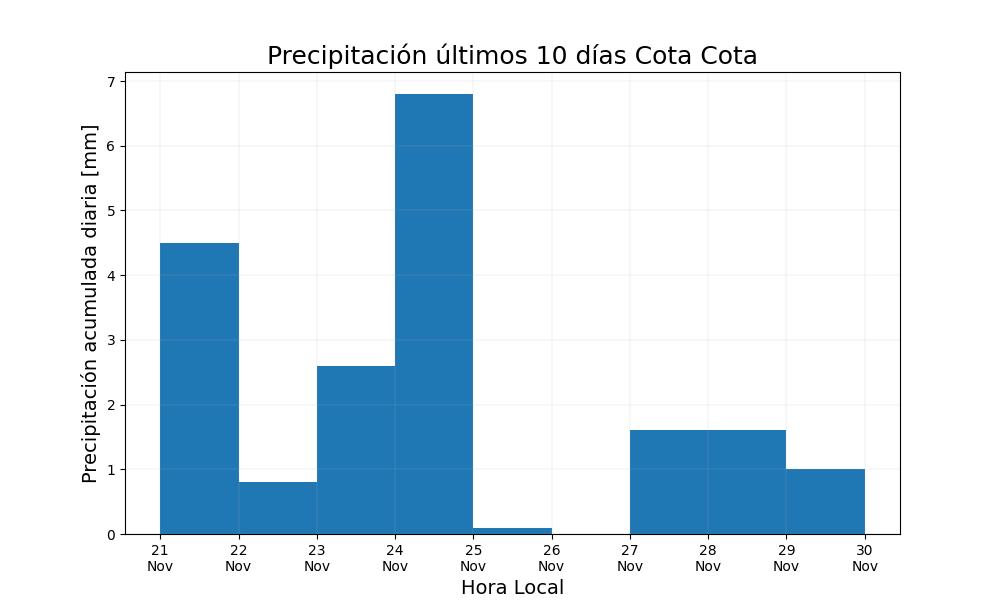 Precipitación últimos 10 días Cota Cota
Precipitación acumulada diaria [mm]
7
6
5
4
3
2
1
0
21 22 23 24 25 26 27 28 29 30
Nov Nov Nov Nov Nov Nov Nov Nov Nov Nov
Hora Local